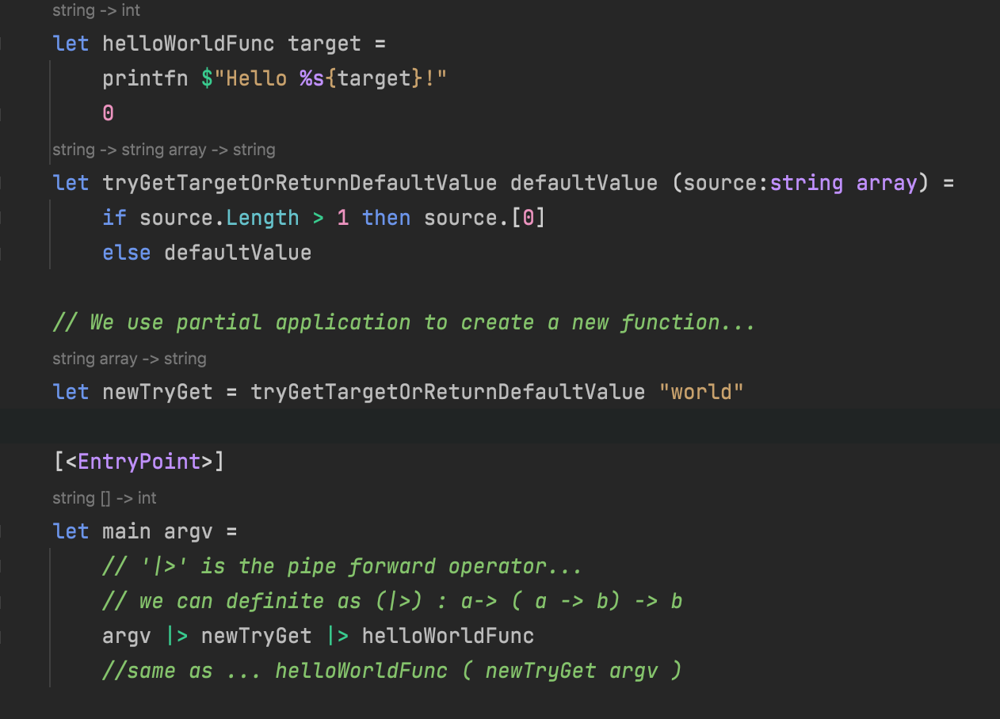 string -> int
let helloWorldFunc target =
printfn $"Hello %s{target}!"
0
string -> string array -> string
let tryGetTargetOrReturnDefaultValue defaultValue (source:string array) =
if source.Length > 1 then source.[0]
else defaultValue
// We use partial application to create a new function...
string array -> string
let newTryGet = tryGetTargetOrReturnDefaultValue "world"
[<EntryPoint>]
string [] -> int
let main argv =
// '|>' is the pipe forward operator...
// we can definite as (|>) : a-> ( a -> b) -> b
argv |> newTryGet |> helloWorldFunc
//same as ... helloWorldFunc ( newTryGet argv )